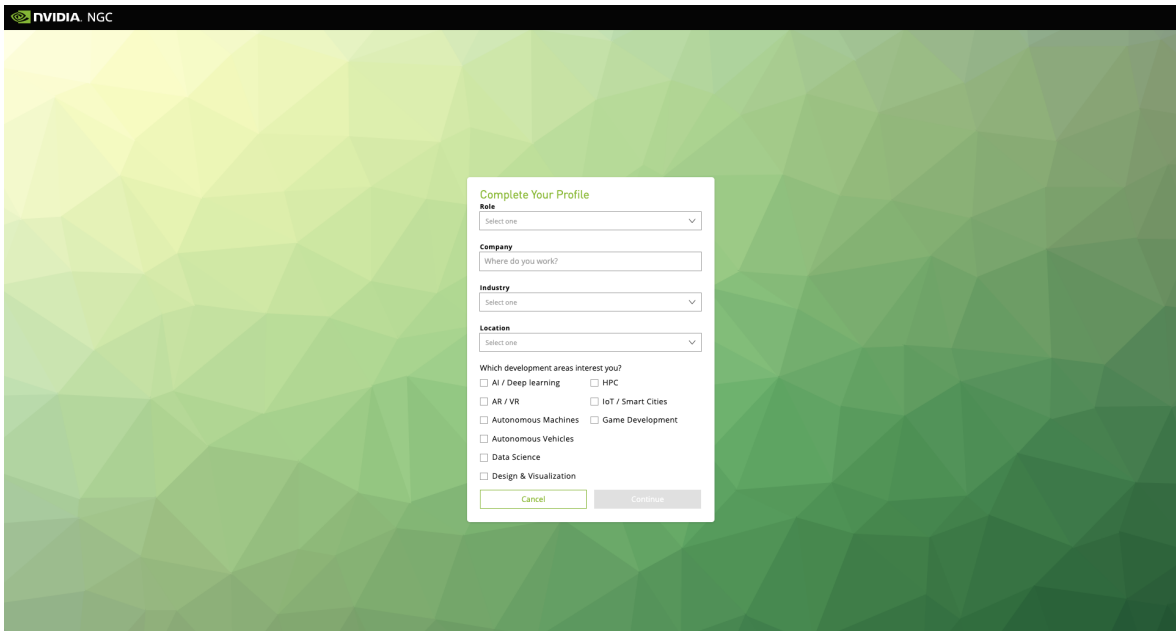 NVIDIA. NGC
Complete Your Profile
Role
Select one
Company
Where do you work?
Industry
Select one
Location
Select one
Which development areas interest you?
AI / Deep learning
HPC
AR / VR
IoT / Smart Cities
Autonomous Machines
Game Development
Autonomous Vehicles
Data Science
Design & Visualization
Cancel
Continue